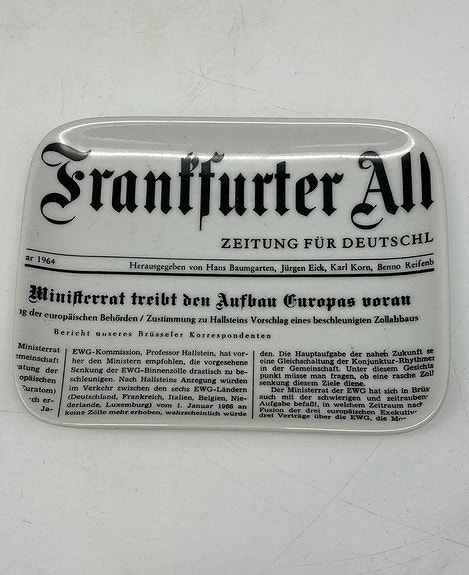 Frankfurter All
ZEITUNG FÜR DEUTSCHL
ar 1964
Herausgegeben von Hans Baumgarten, Jürgen Eick, Karl Korn, Benno Reifenb
Ministerrat treibt den Aufbau Europas voran
ng der europäischen Behörden / Zustimmung zu Hallsteins Vorschlag eines beschleunigten Zollabbaus
Bericht unseres Brüsseler Korrespondenten
Ministerrat
meinschaft
atung der
opäischen
Euratom)
ch er-
Ja-
EWG-Kommission, Professor Hallstein, hat vor-
her den Ministern empfohlen, die vorgesehene
Senkung der EWG-Binnenzölle drastisch zu be-
schleunigen. Nach Hallsteins Anregung würden
im Verkehr zwischen den sechs EWG-Ländern
(Deutschland, Frankreich, Italien, Belgien, Nie-
derlande, Luxemburg) vom 1. Januar 1966 an
keine Zölle mehr erhoben, wahrscheinlich würde
den. Die Hauptaufgabe der nahen Zukunft se
eine Gleichschaltung der Konjunktur-Rhythmer
in der Gemeinschaft. Unter diesem Gesichts
punkt müsse man fragen, ob eine rasche Zoll
senkung diesem Ziele diene.
Der Ministerrat der EWG hat sich in Brüs
auch mit der schwierigen und zeitrauben
Aufgabe befaßt, in welchem Zeitraum nach
Fusion der drei europäischen Exekutiv
drei Verträge über die EWG, die Mo